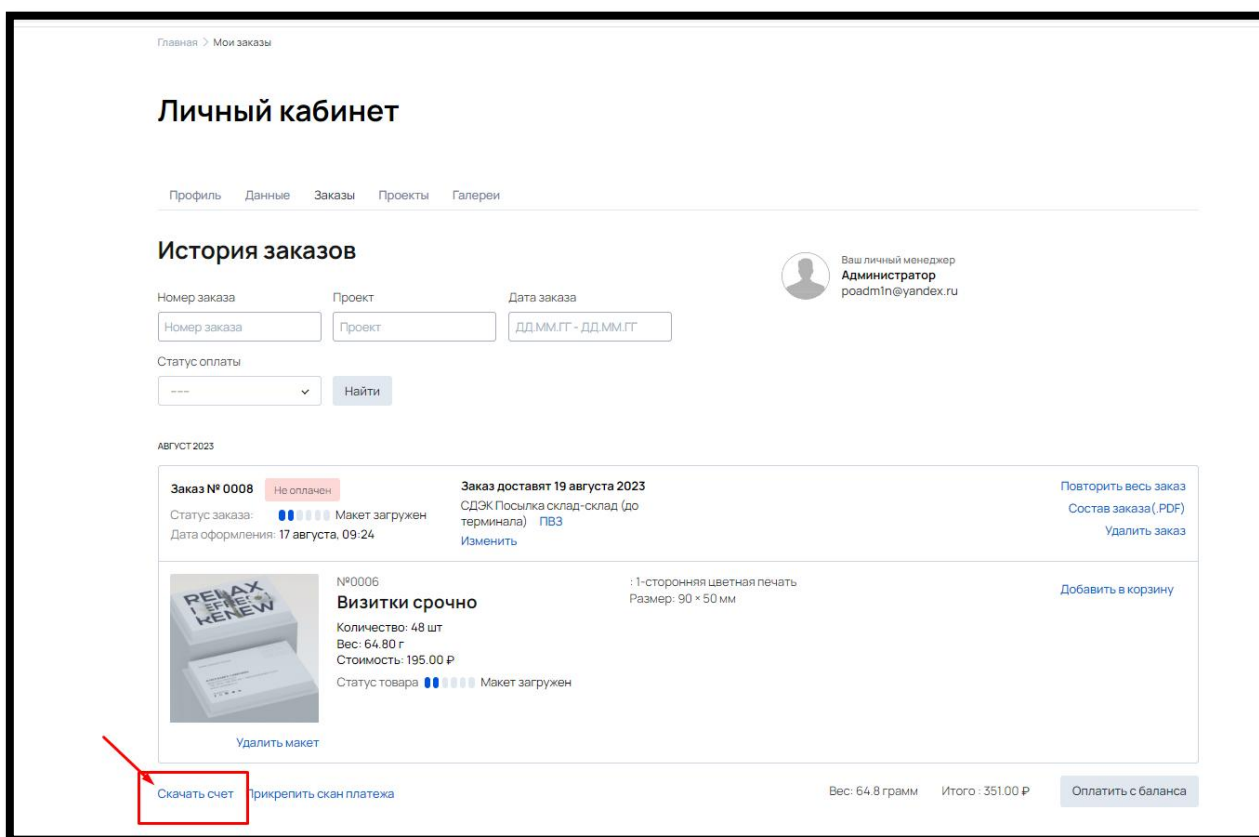 Главная > Мои заказы
Личный кабинет
Профиль Данные Заказы Проекты Галереи
История заказов
Ваш личный менеджер
Администратор
poadm1n@yandex.ru
Номер заказа Проект Дата заказа
Номер заказа Проект ДД.ММ.ГГ - ДД.ММ.ГГ
Статус оплаты
--- Найти
АВГУСТ 2023
Заказ № 0008 Не оплачен Заказ доставят 19 августа 2023 Повторить весь заказ
Статус заказа: Макет загружен СДЭК Посылка склад-склад (до Состав заказа(.PDF)
Дата оформления: 17 августа, 09:24 терминала) ПВЗ Удалить заказ
Изменить
№0006 : 1-сторонняя цветная печать Добавить в корзину
Визитки срочно Размер: 90 × 50 мм
RELAX
REFRESH
RENEW
Количество: 48 шт
Вес: 64.80 г
Стоимость: 195.00 ₽
Статус товара Макет загружен
Удалить макет
Скачать счет Прикрепить скан платежа Вес: 64.8 грамм Итого : 351.00 ₽ Оплатить с баланса